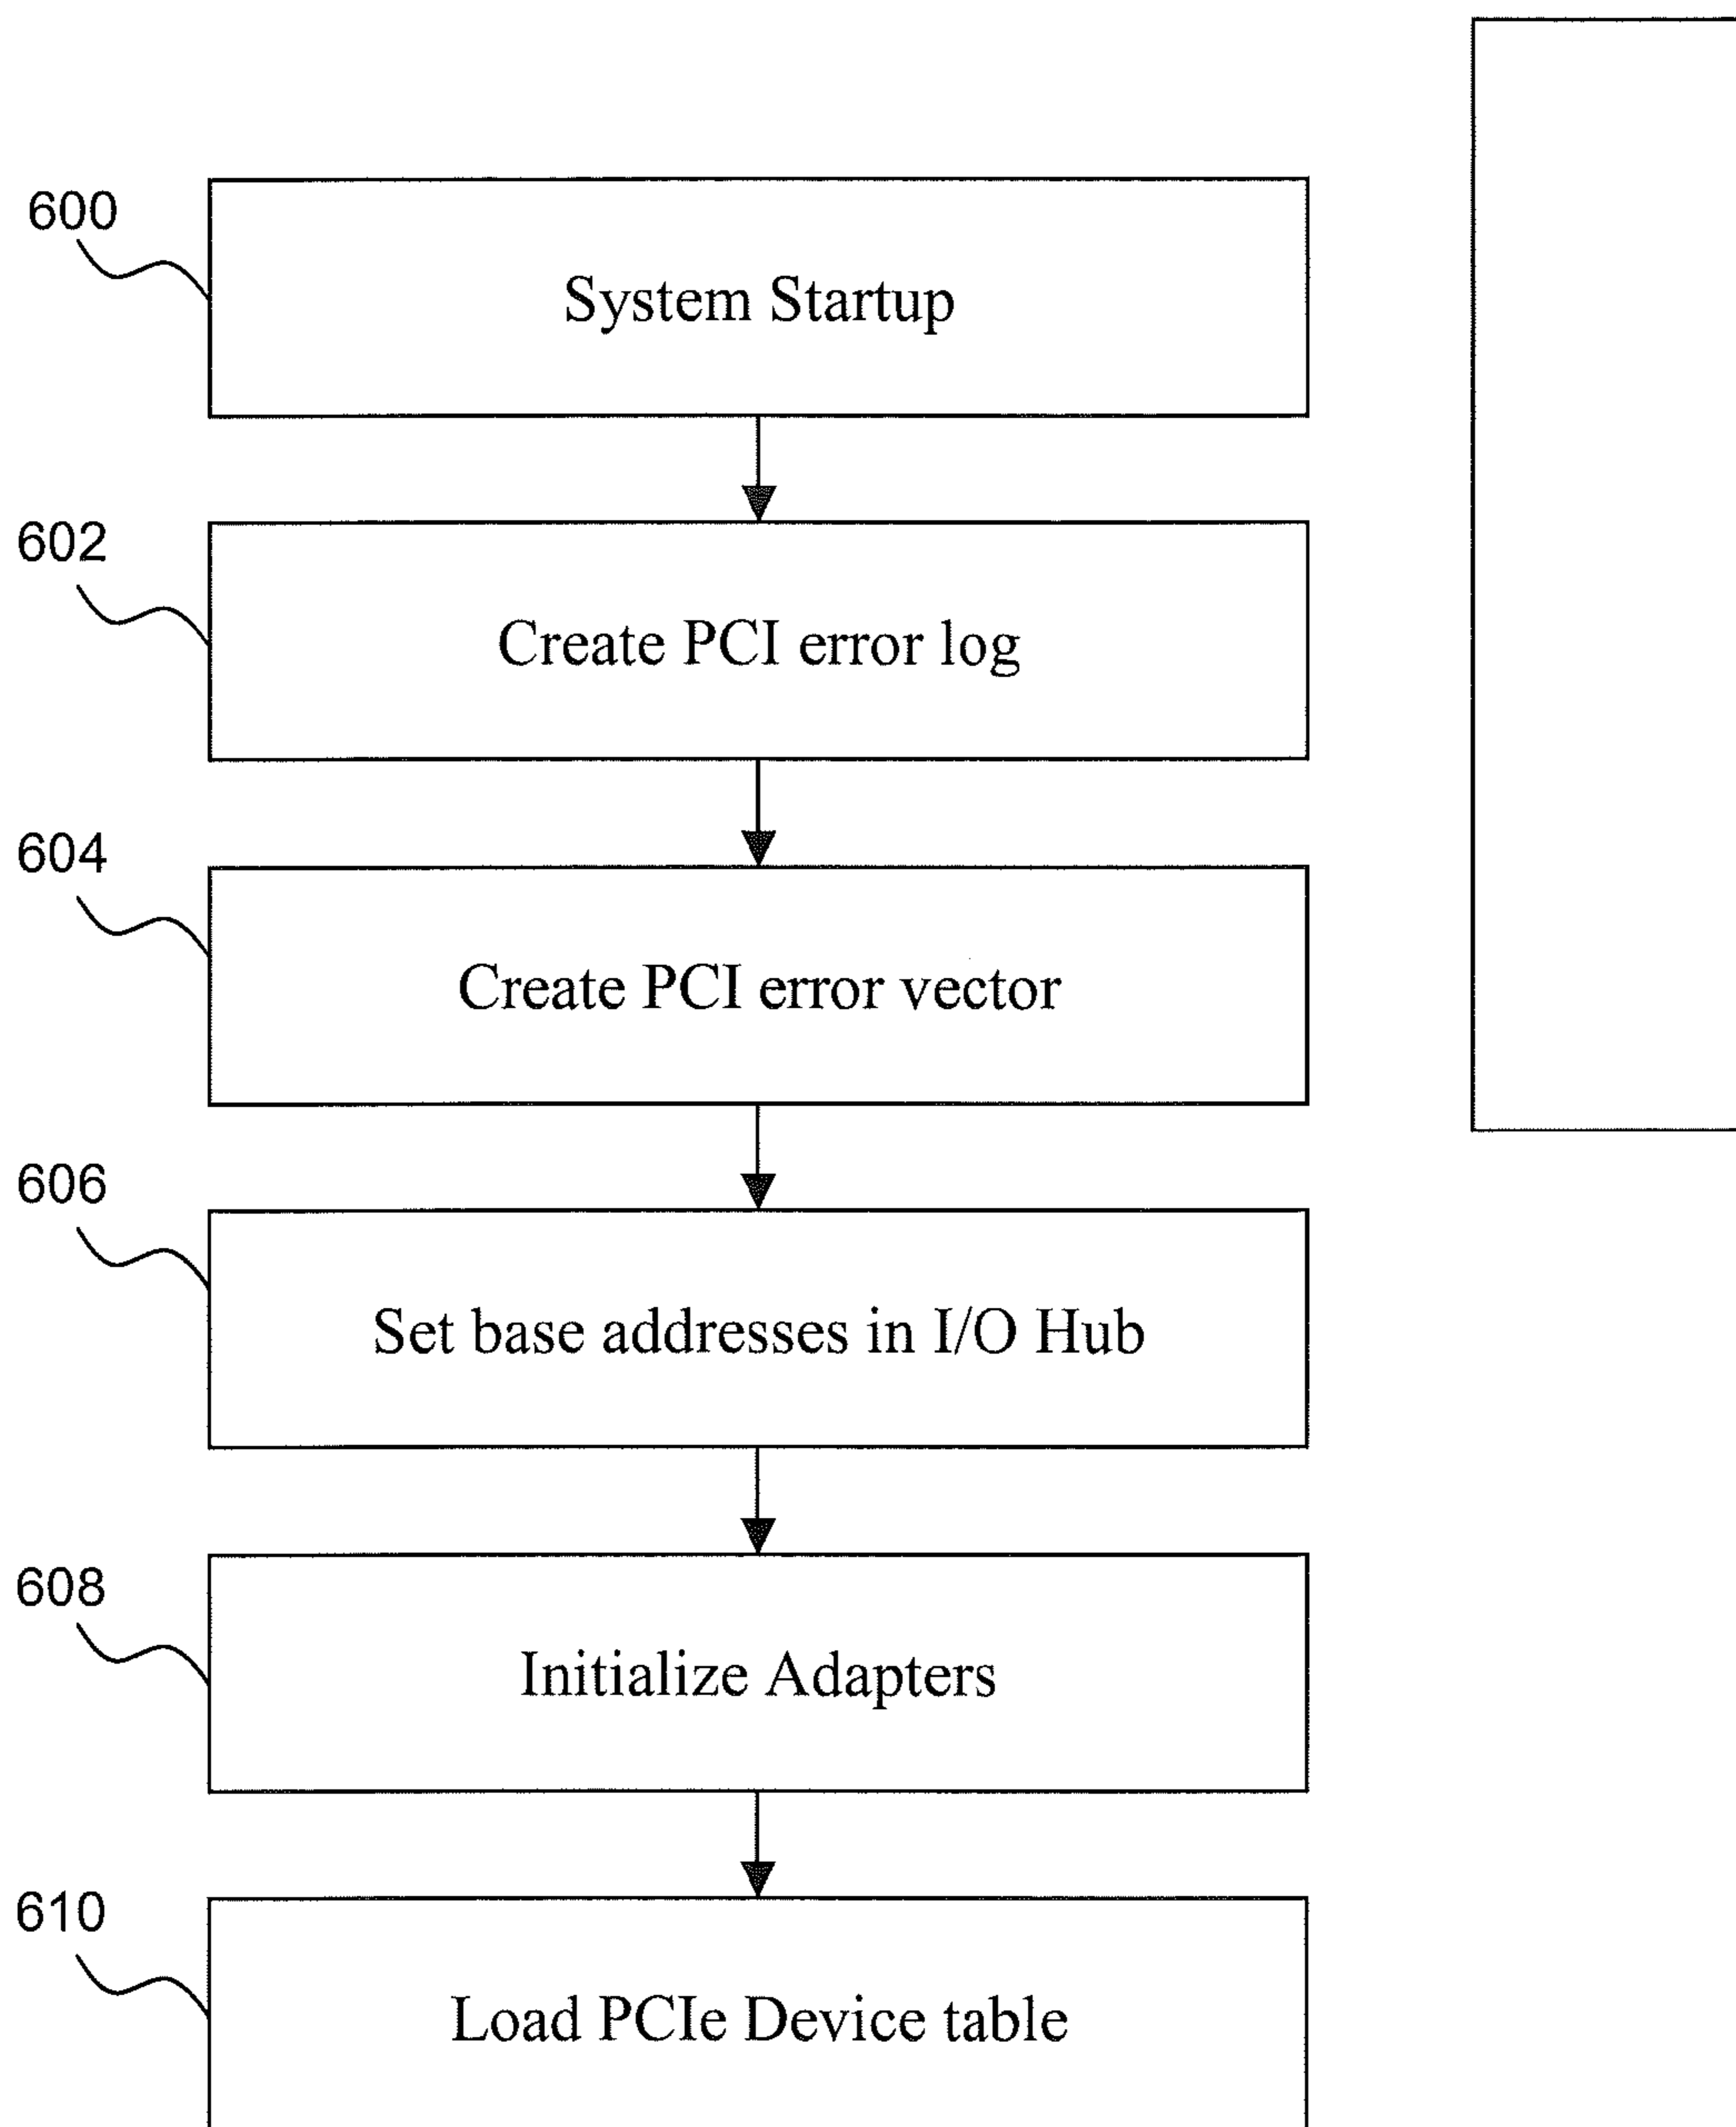 600
System Startup
602
Create PCI error log
604
Create PCI error vector
606
Set base addresses in I/O Hub
608
Initialize Adapters
610
Load PCIe Device table